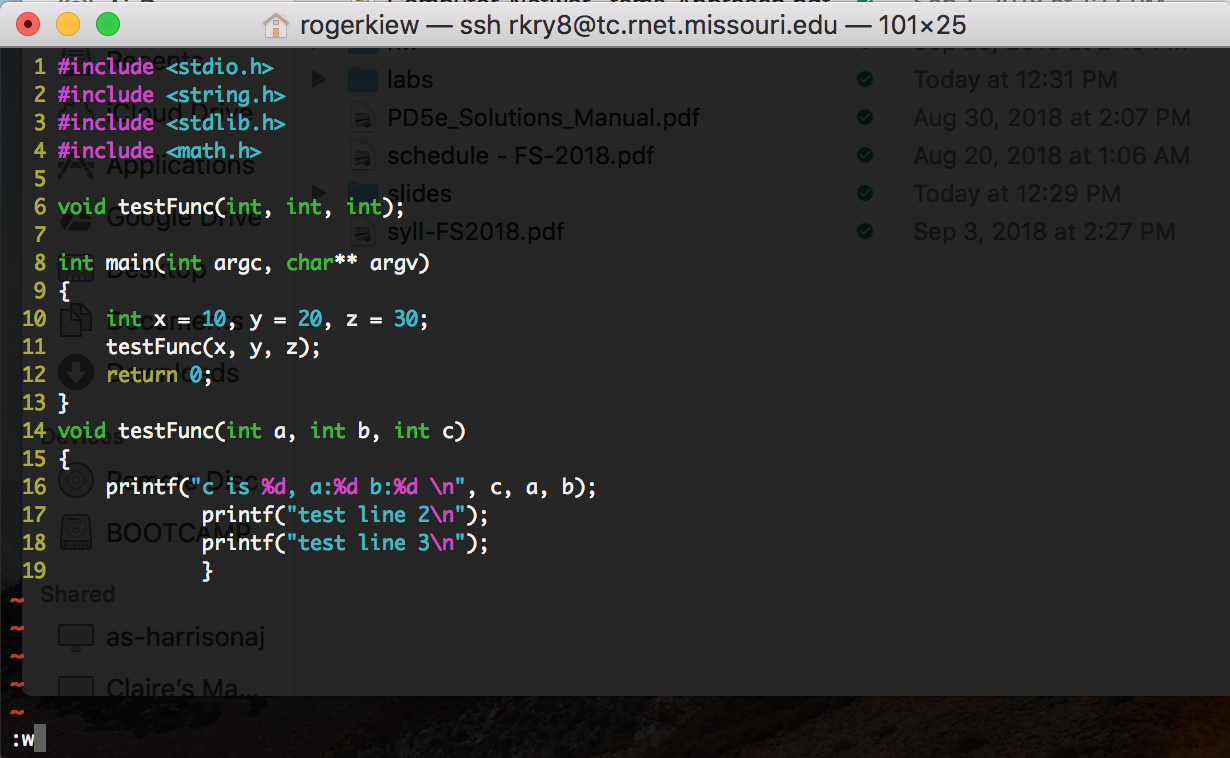 Computer Networ
rogerkiew — ssh rkry8@tc.rnet.missouri.edu — 101×25
Recents
iCloud Drive
Applications
Google Drive
Desktop
Documents
Downloads
Devices
Remote Disc
BOOTCAMP
Shared
as-harrisonaj
Claire’s Ma...
labs Today at 12:31 PM
PD5e_Solutions_Manual.pdf Aug 30, 2018 at 2:07 PM
schedule - FS-2018.pdf Aug 20, 2018 at 1:06 AM
slides Today at 12:29 PM
syll-FS2018.pdf Sep 3, 2018 at 2:27 PM
1 #include <stdio.h>
2 #include <string.h>
3 #include <stdlib.h>
4 #include <math.h>
5
6 void testFunc(int, int, int);
7
8 int main(int argc, char** argv)
9 {
10     int x = 10, y = 20, z = 30;
11     testFunc(x, y, z);
12     return 0;
13 }
14 void testFunc(int a, int b, int c)
15 {
16     printf("c is %d, a:%d b:%d \n", c, a, b);
17             printf("test line 2\n");
18             printf("test line 3\n");
19             }
~
~
~
~
~
:w